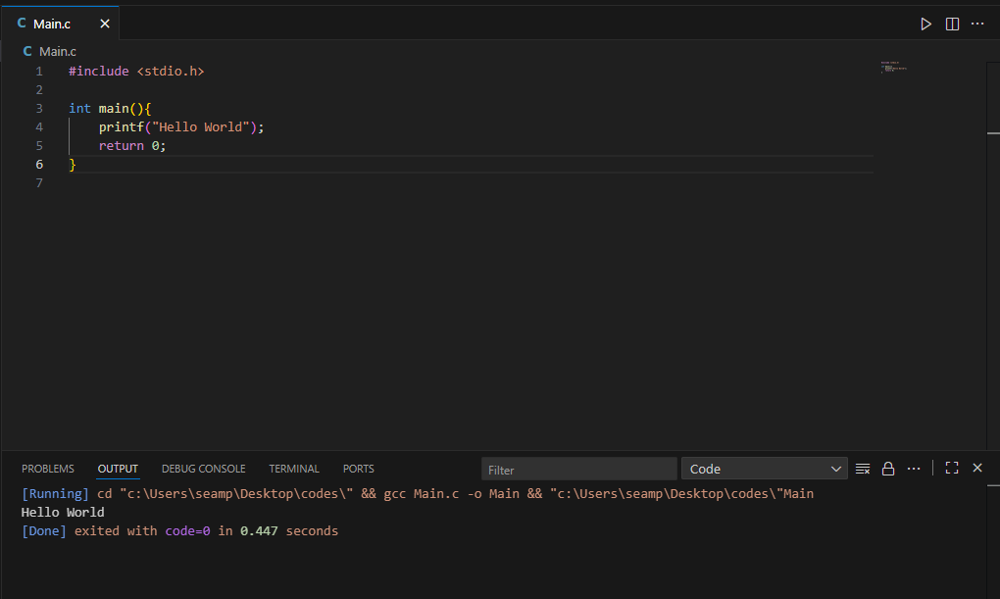 C Main.c
C Main.c
1 #include <stdio.h>
2
3 int main(){
4     printf("Hello World");
5     return 0;
6 }
7
PROBLEMS OUTPUT DEBUG CONSOLE TERMINAL PORTS Filter Code
[Running] cd "c:\Users\seamp\Desktop\codes\" && gcc Main.c -o Main && "c:\Users\seamp\Desktop\codes\"Main
Hello World
[Done] exited with code=0 in 0.447 seconds